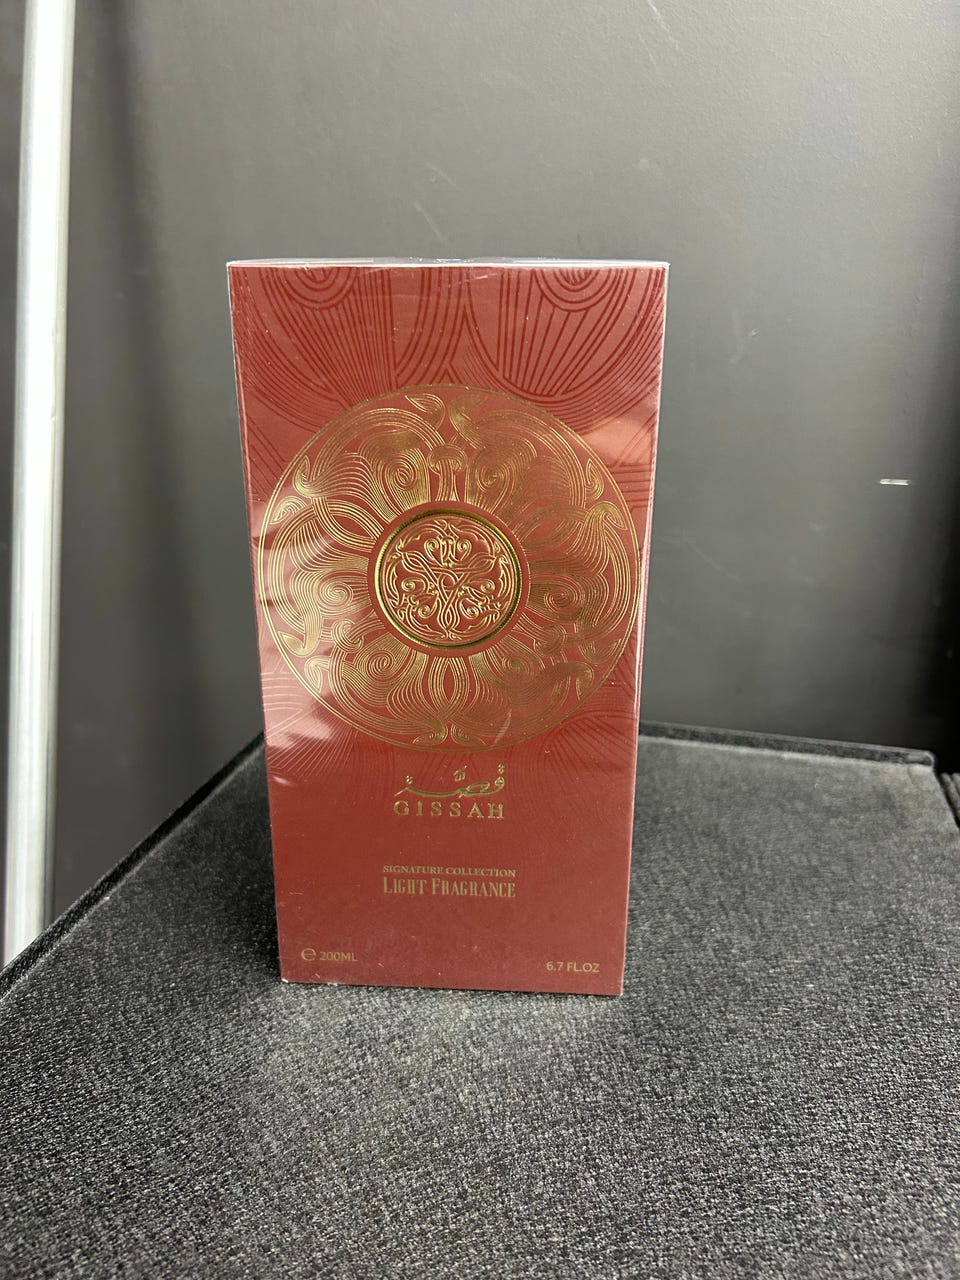 قصة
GISSAH
SIGNATURE COLLECTION
LIGHT FRAGRANCE
℮ 200ML
6.7 FL.OZ